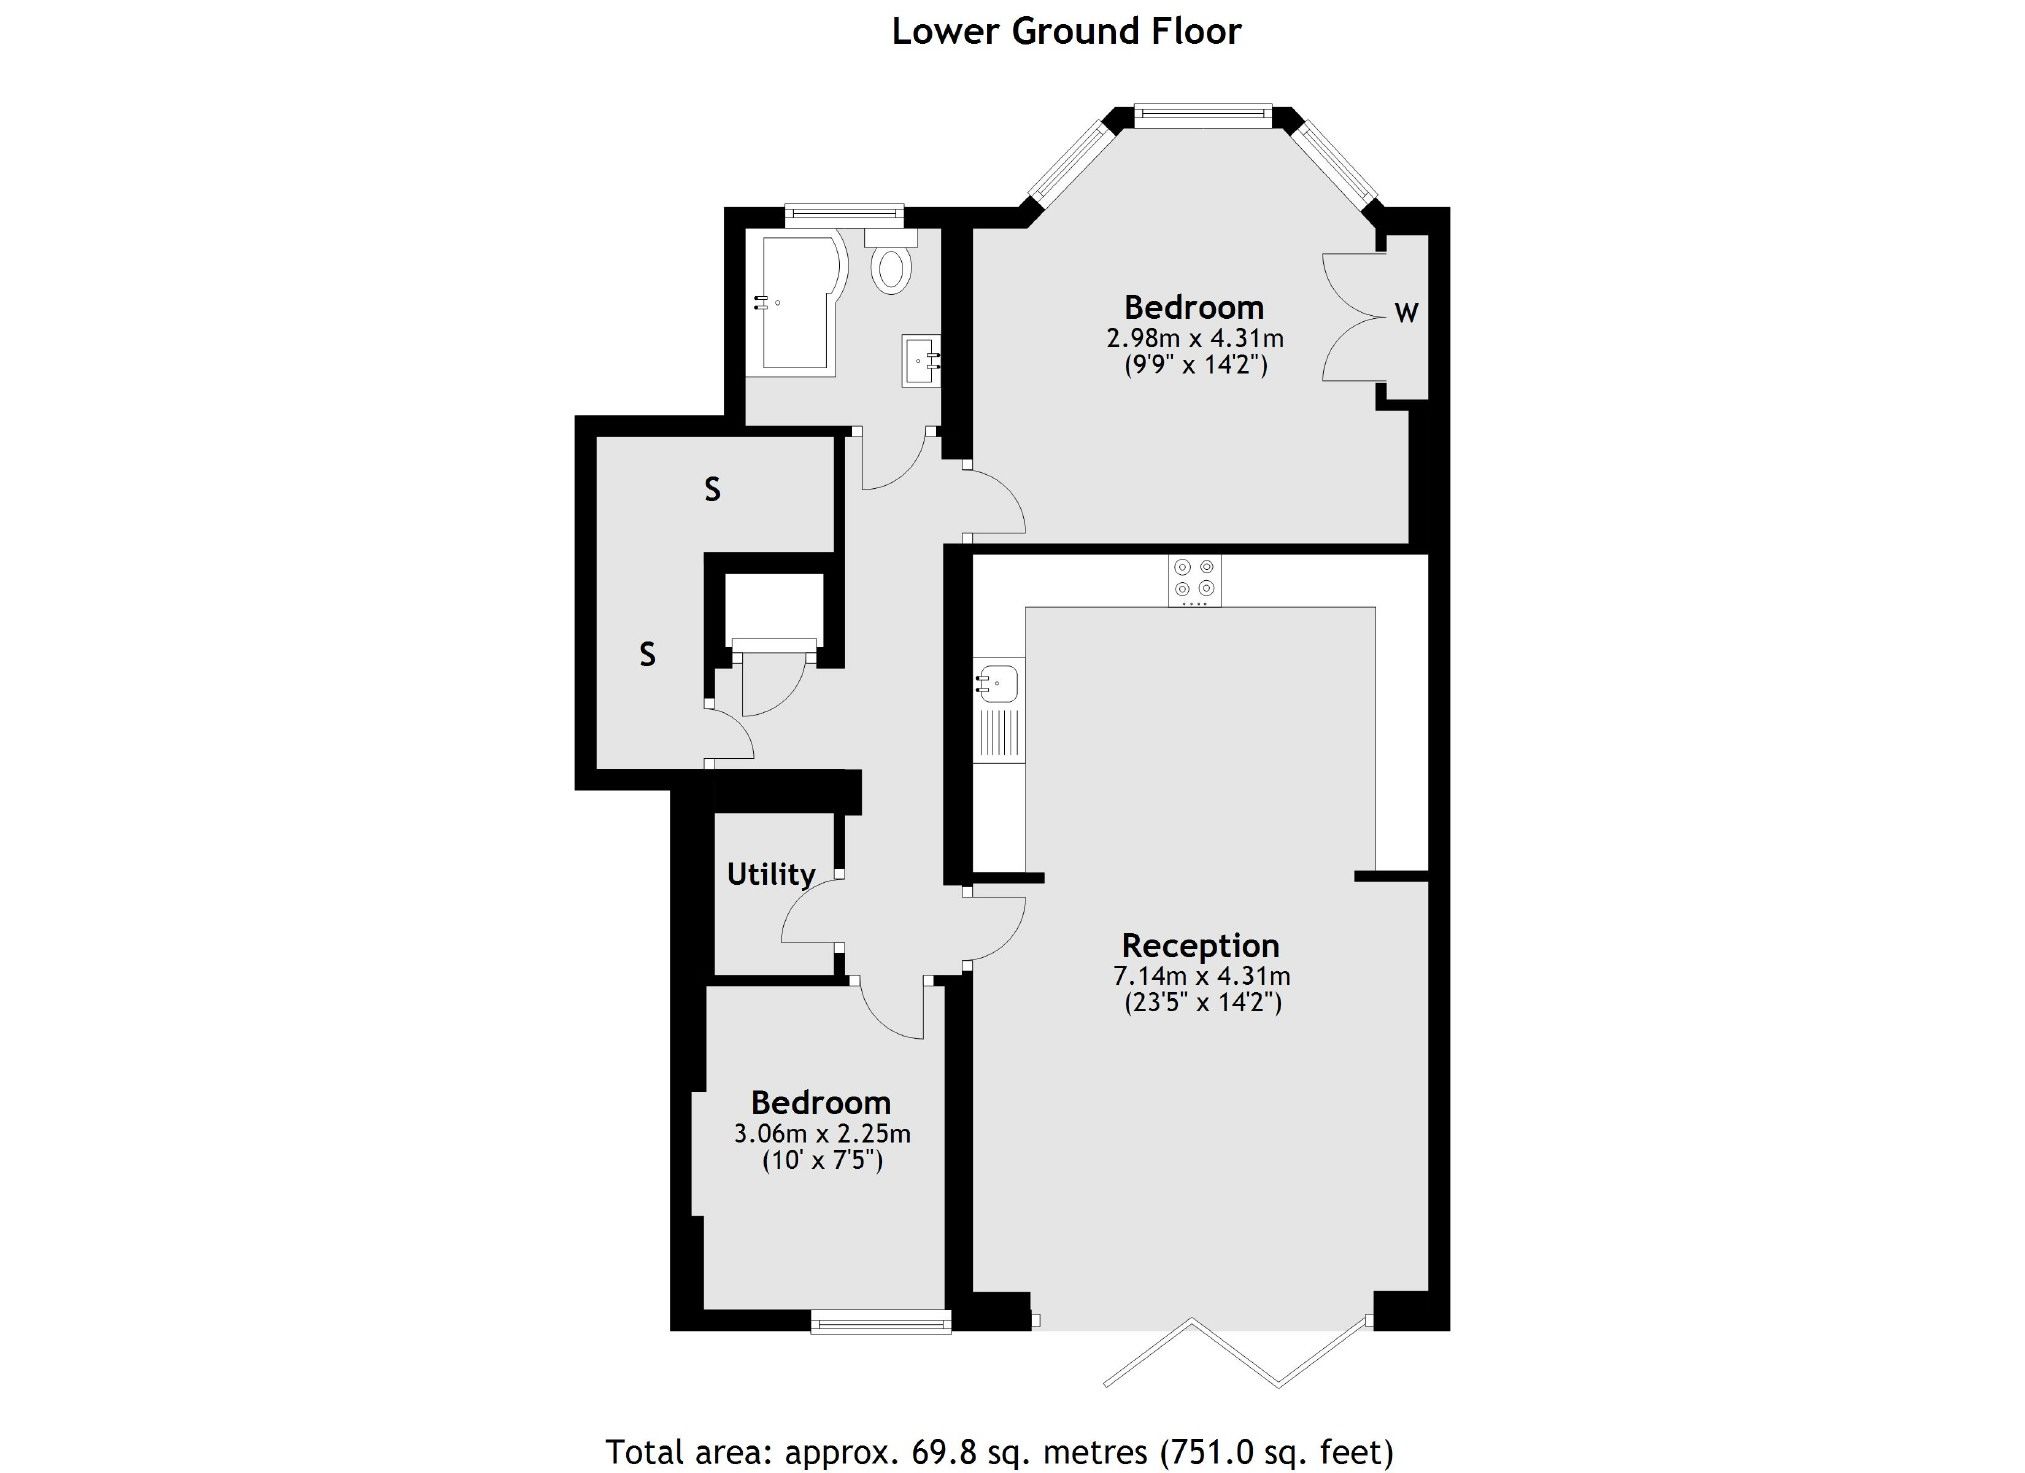 Lower Ground Floor
Bedroom
2.98m x 4.31m
(9'9" x 14'2")
W
S
S
Utility
Reception
7.14m x 4.31m
(23'5" x 14'2")
Bedroom
3.06m x 2.25m
(10' x 7'5")
Total area: approx. 69.8 sq. metres (751.0 sq. feet)